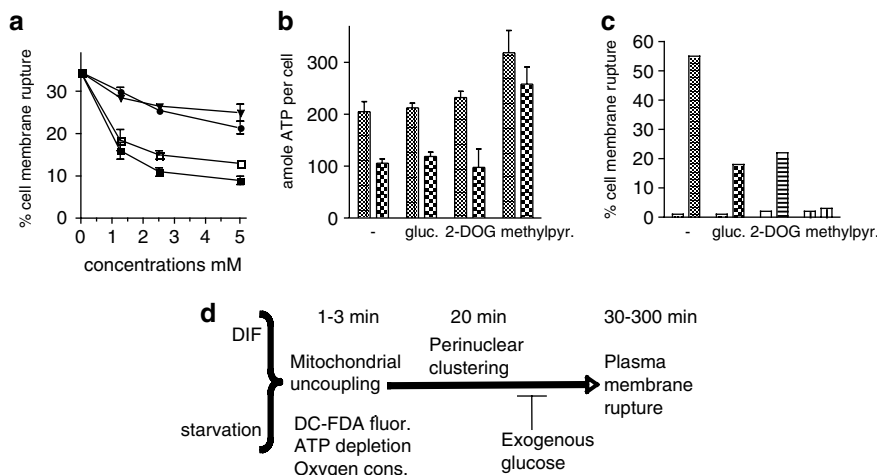 a
% cell membrane rupture
30
20
10
0
0 1 2 3 4 5
concentrations mM
b
amole ATP per cell
300
200
100
0
- gluc. 2-DOG methylpyr.
c
% cell membrane rupture
60
50
40
30
20
10
0
- gluc. 2-DOG methylpyr.
d
DIF
starvation
1-3 min
Mitochondrial
uncoupling
DC-FDA fluor.
ATP depletion
Oxygen cons.
20 min
Perinuclear
clustering
Exogenous
glucose
30-300 min
Plasma
membrane
rupture